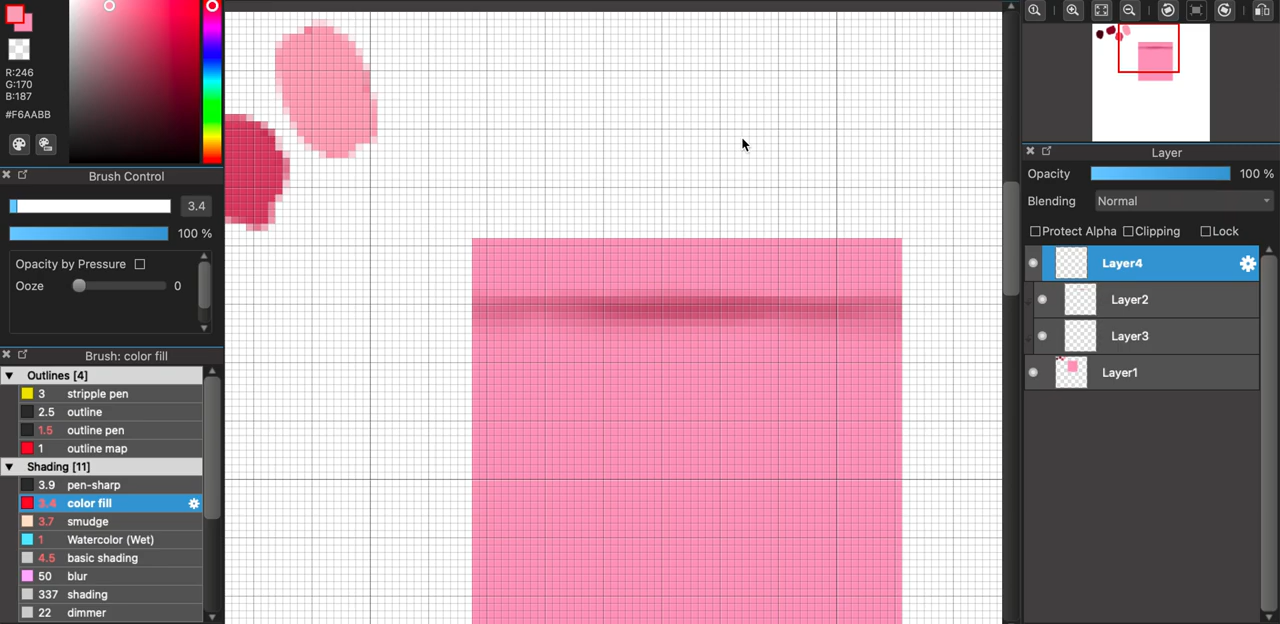 R:246
G:170
B:187
#F6AABB
Brush Control
3.4
100 %
Opacity by Pressure
Ooze 0
Brush: color fill
Outlines [4]
3 stripple pen
2.5 outline
1.5 outline pen
1 outline map
Shading [11]
3.9 pen-sharp
3.4 color fill
3.7 smudge
1 Watercolor (Wet)
4.5 basic shading
50 blur
337 shading
22 dimmer
Layer
Opacity 100 %
Blending Normal
Protect Alpha Clipping Lock
Layer4
Layer2
Layer3
Layer1